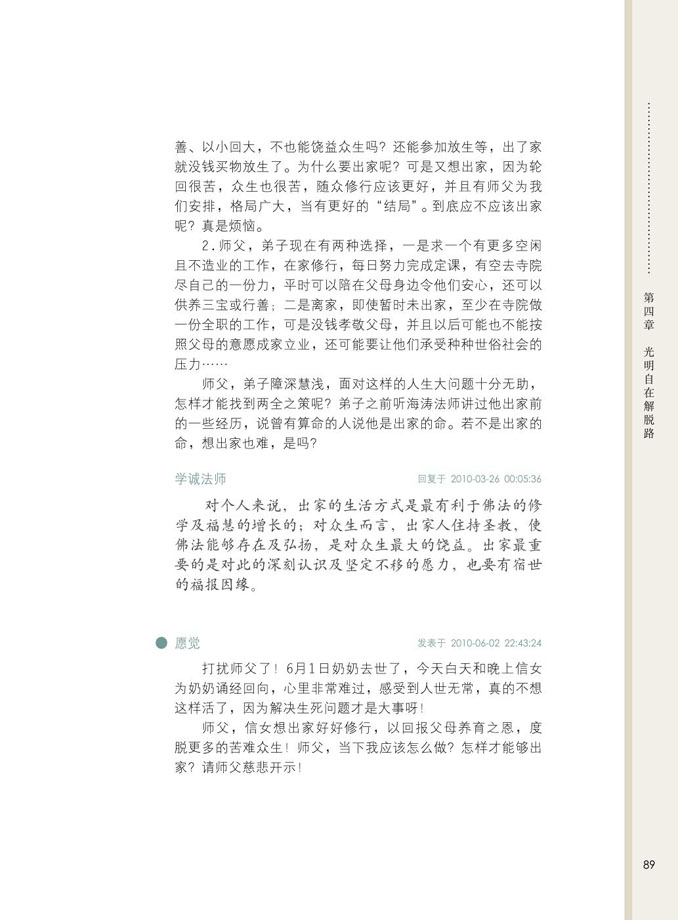 善、以小回大，不也能饶益众生吗？还能参加放生等，出了家
就没钱买物放生了。为什么要出家呢？可是又想出家，因为轮
回很苦，众生也很苦，随众修行应该更好，并且有师父为我
们安排，格局广大，当有更好的“结局”。到底应不应该出家
呢？真是烦恼。
2.师父，弟子现在有两种选择，一是求一个有更多空闲
且不造业的工作，在家修行，每日努力完成定课，有空去寺院
尽自己的一份力，平时可以陪在父母身边令他们安心，还可以
供养三宝或行善；二是离家，即使暂时未出家，至少在寺院做
一份全职的工作，可是没钱孝敬父母，并且以后可能也不能按
照父母的意愿成家立业，还可能要让他们承受种种世俗社会的
压力……
师父，弟子障深慧浅，面对这样的人生大问题十分无助，
怎样才能找到两全之策呢？弟子之前听海涛法师讲过他出家前
的一些经历，说曾有算命的人说他是出家的命。若不是出家的
命，想出家也难，是吗？
学诚法师 回复于 2010-03-26 00:05:36
对个人来说，出家的生活方式是最有利于佛法的修
学及福慧的增长的；对众生而言，出家人住持圣教，使
佛法能够存在及弘扬，是对众生最大的饶益。出家最重
要的是对此的深刻认识及坚定不移的愿力，也要有宿世
的福报因缘。
愿觉 发表于 2010-06-02 22:43:24
打扰师父了！6月1日奶奶去世了，今天白天和晚上信女
为奶奶诵经回向，心里非常难过，感受到人世无常，真的不想
这样活了，因为解决生死问题才是大事呀！
师父，信女想出家好好修行，以回报父母养育之恩，度
脱更多的苦难众生！师父，当下我应该怎么做？怎样才能够出
家？请师父慈悲开示！
第四章 光明自在解脱路
89